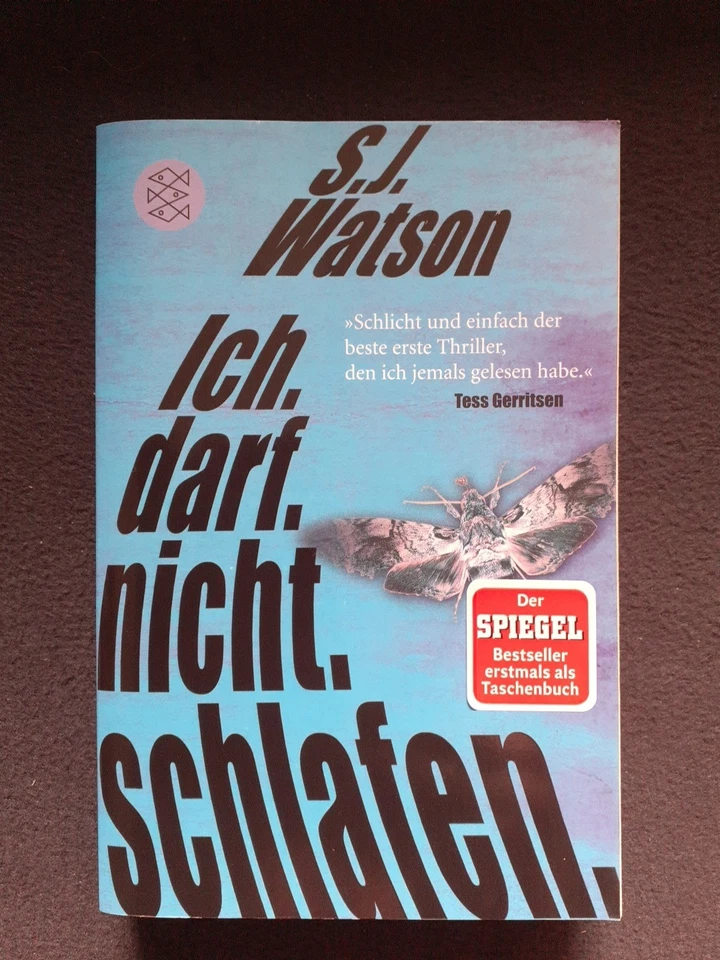 S.J.
Watson
Ich.
darf.
nicht.
schlafen.
»Schlicht und einfach der
beste erste Thriller,
den ich jemals gelesen habe.«
Tess Gerritsen
Der
SPIEGEL
Bestseller
erstmals als
Taschenbuch